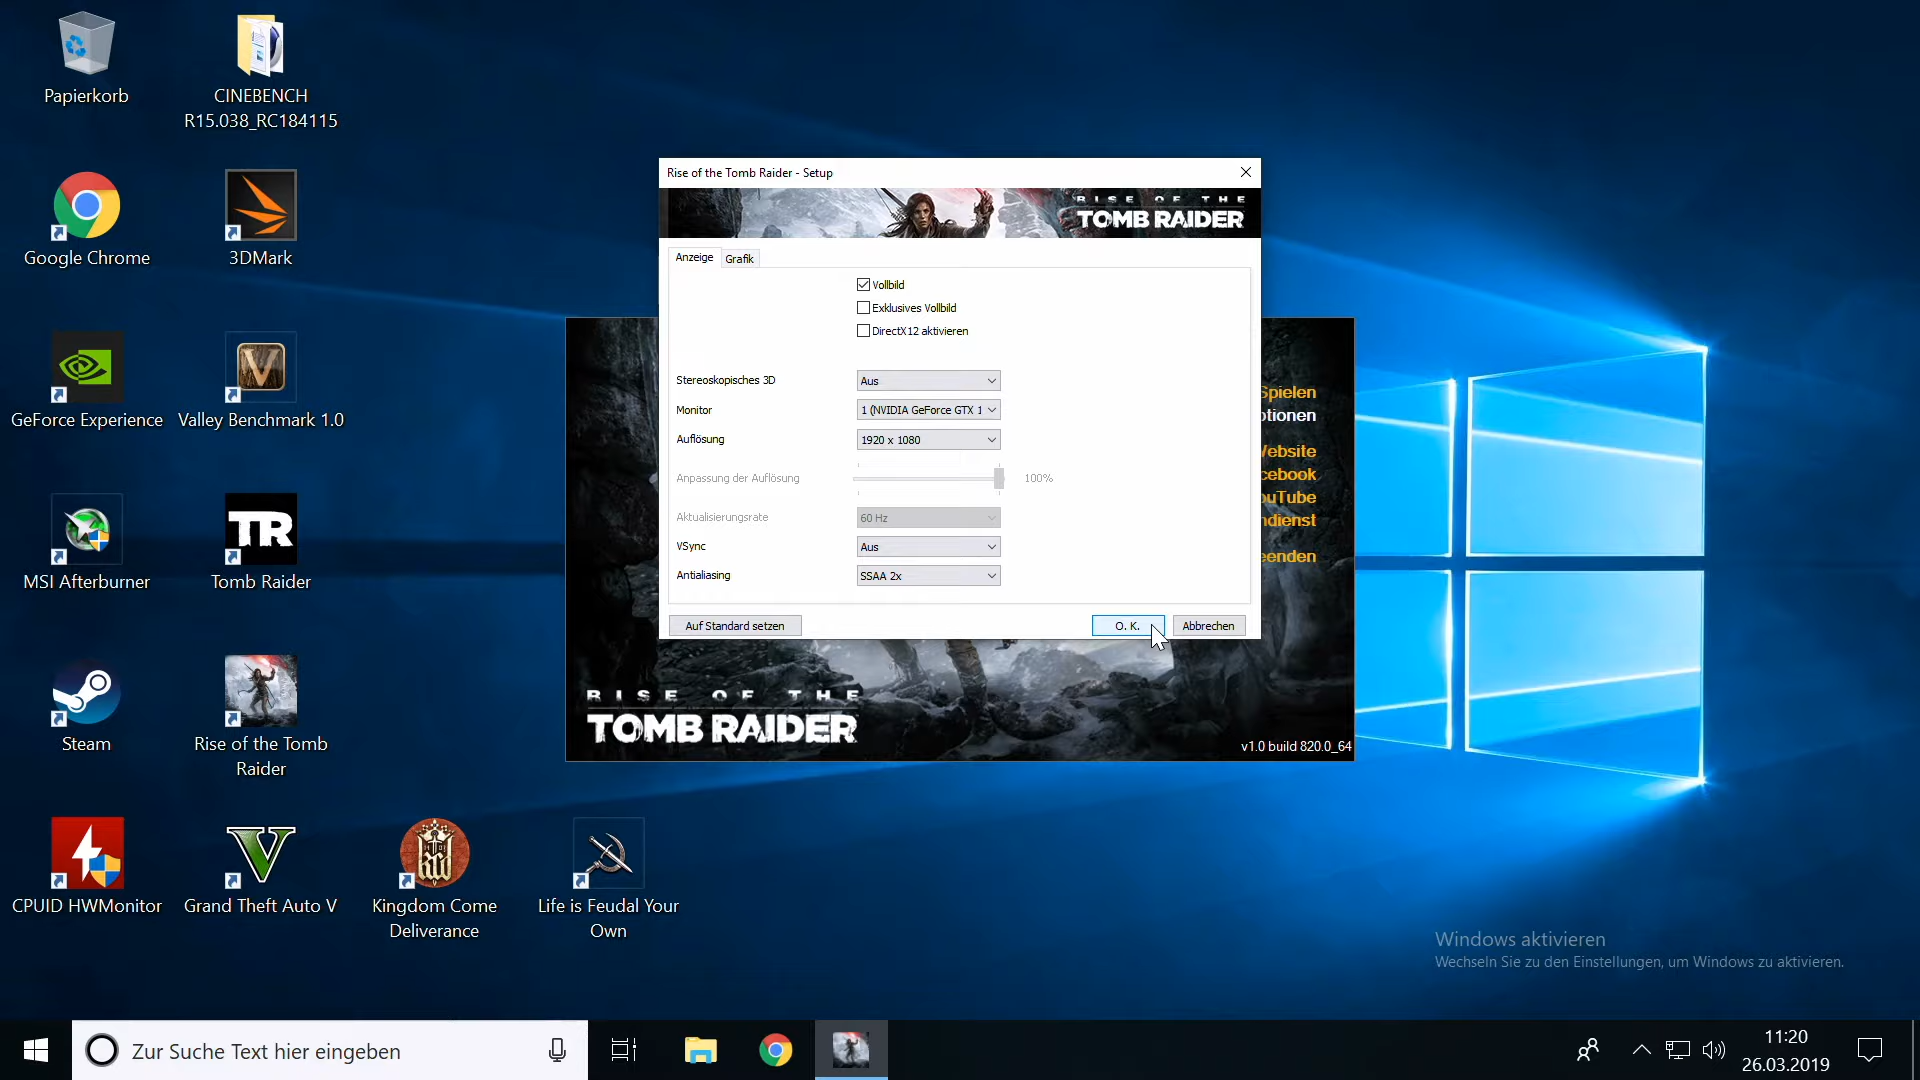 Papierkorb
CINEBENCH
R15.038_RC184115
Google Chrome
3DMark
GeForce Experience
Valley Benchmark 1.0
MSI Afterburner
TR
Tomb Raider
Steam
Rise of the Tomb
Raider
CPUID HWMonitor
Grand Theft Auto V
Kingdom Come
Deliverance
Life is Feudal Your
Own
Rise of the Tomb Raider - Setup
RISE OF THE
TOMB RAIDER
Anzeige
Grafik
Vollbild
Exklusives Vollbild
DirectX12 aktivieren
Stereoskopisches 3D
Aus
Monitor
1 (NVIDIA GeForce GTX 1
Auflösung
1920 x 1080
Anpassung der Auflösung
100%
Aktualisierungsrate
60 Hz
VSync
Aus
Antialiasing
SSAA 2x
Auf Standard setzen
O. K.
Abbrechen
Spielen
tionen
ebsite
cebook
ouTube
ndienst
eenden
RISE OF THE
TOMB RAIDER
v1.0 build 820.0_64
Windows aktivieren
Wechseln Sie zu den Einstellungen, um Windows zu aktivieren.
Zur Suche Text hier eingeben
11:20
26.03.2019